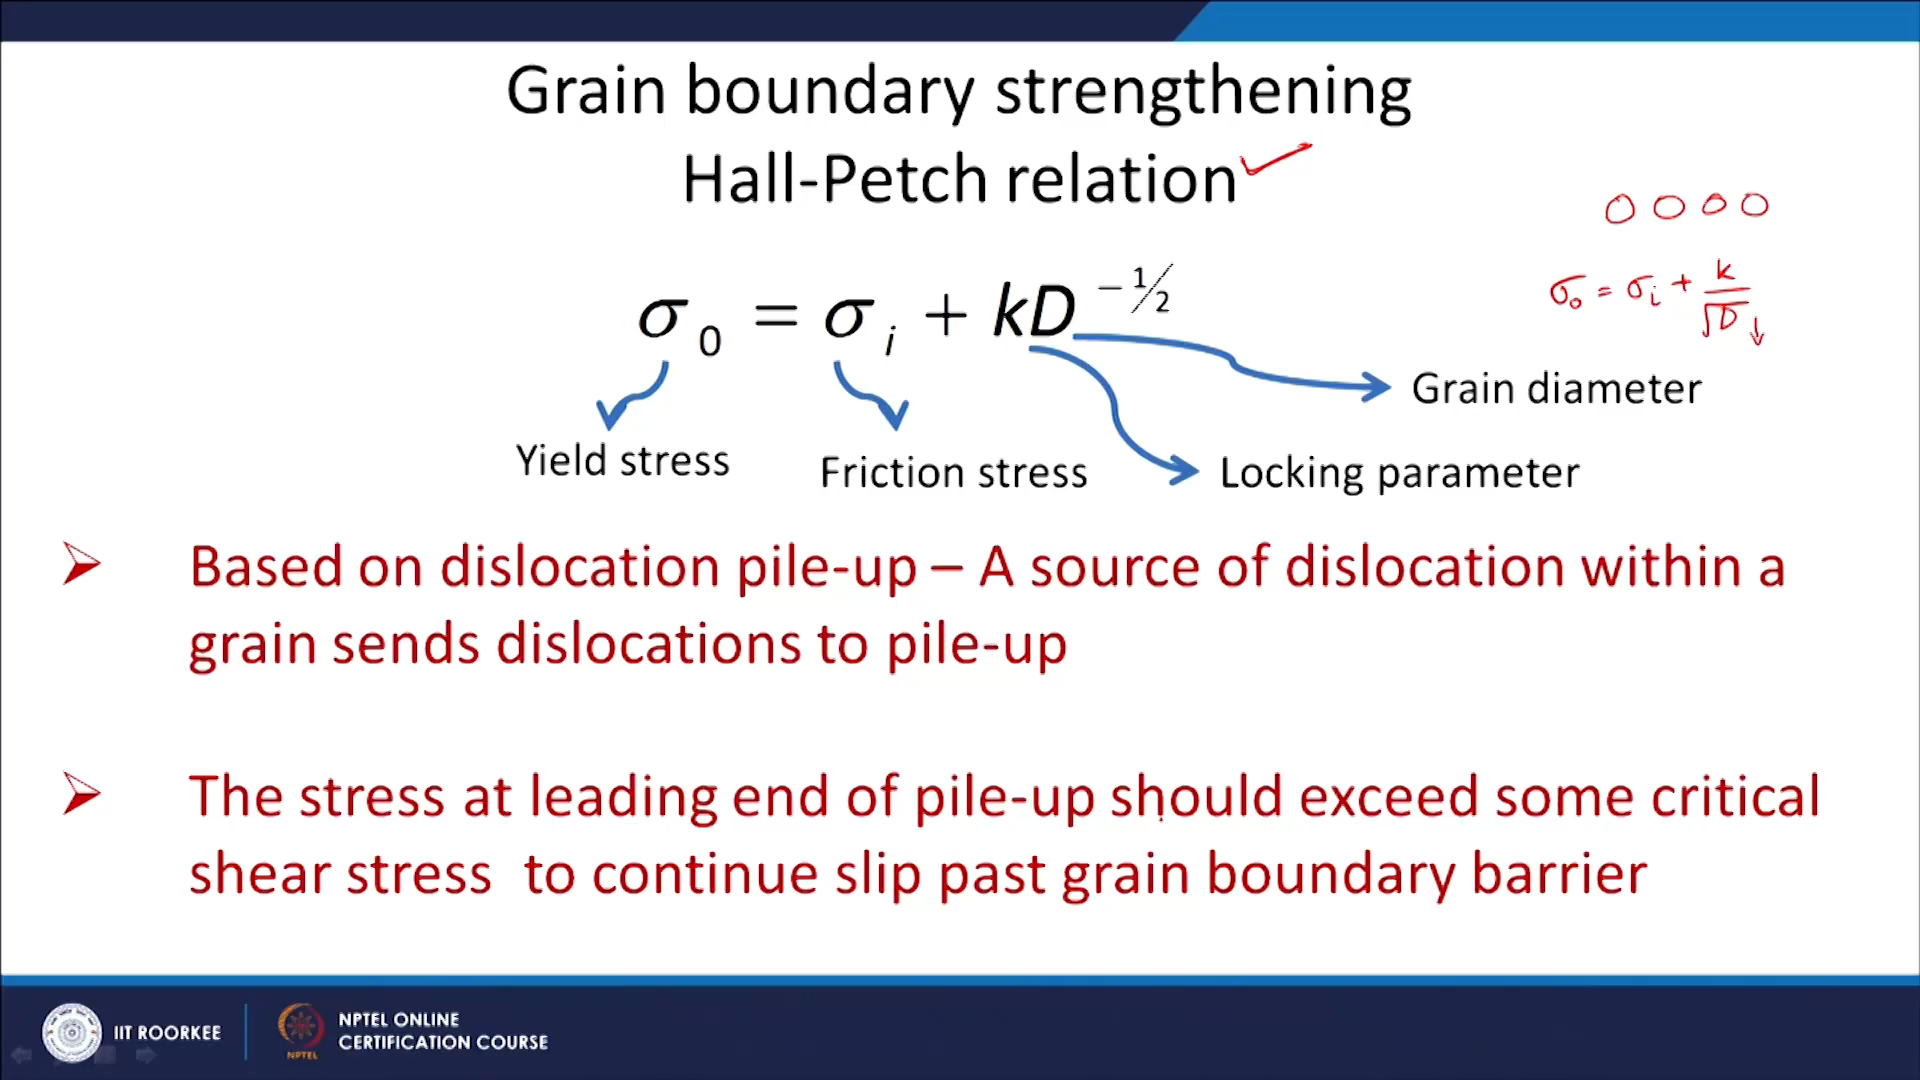 Grain boundary strengthening
Hall-Petch relation
σ₀ = σᵢ + kD^(−1/2)
σ₀ = σᵢ + k/√D ↓
Grain diameter
Yield stress
Friction stress
Locking parameter
Based on dislocation pile-up – A source of dislocation within a
grain sends dislocations to pile-up
The stress at leading end of pile-up should exceed some critical
shear stress to continue slip past grain boundary barrier
IIT ROORKEE
NPTEL
NPTEL ONLINE
CERTIFICATION COURSE